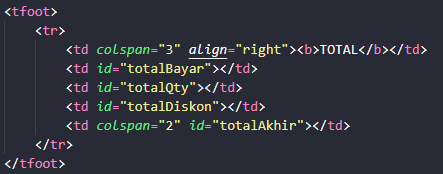 <tfoot>
<tr>
<td colspan="3" align="right"><b>TOTAL</b></td>
<td id="totalBayar"></td>
<td id="totalQty"></td>
<td id="totalDiskon"></td>
<td colspan="2" id="totalAkhir"></td>
</tr>
</tfoot>